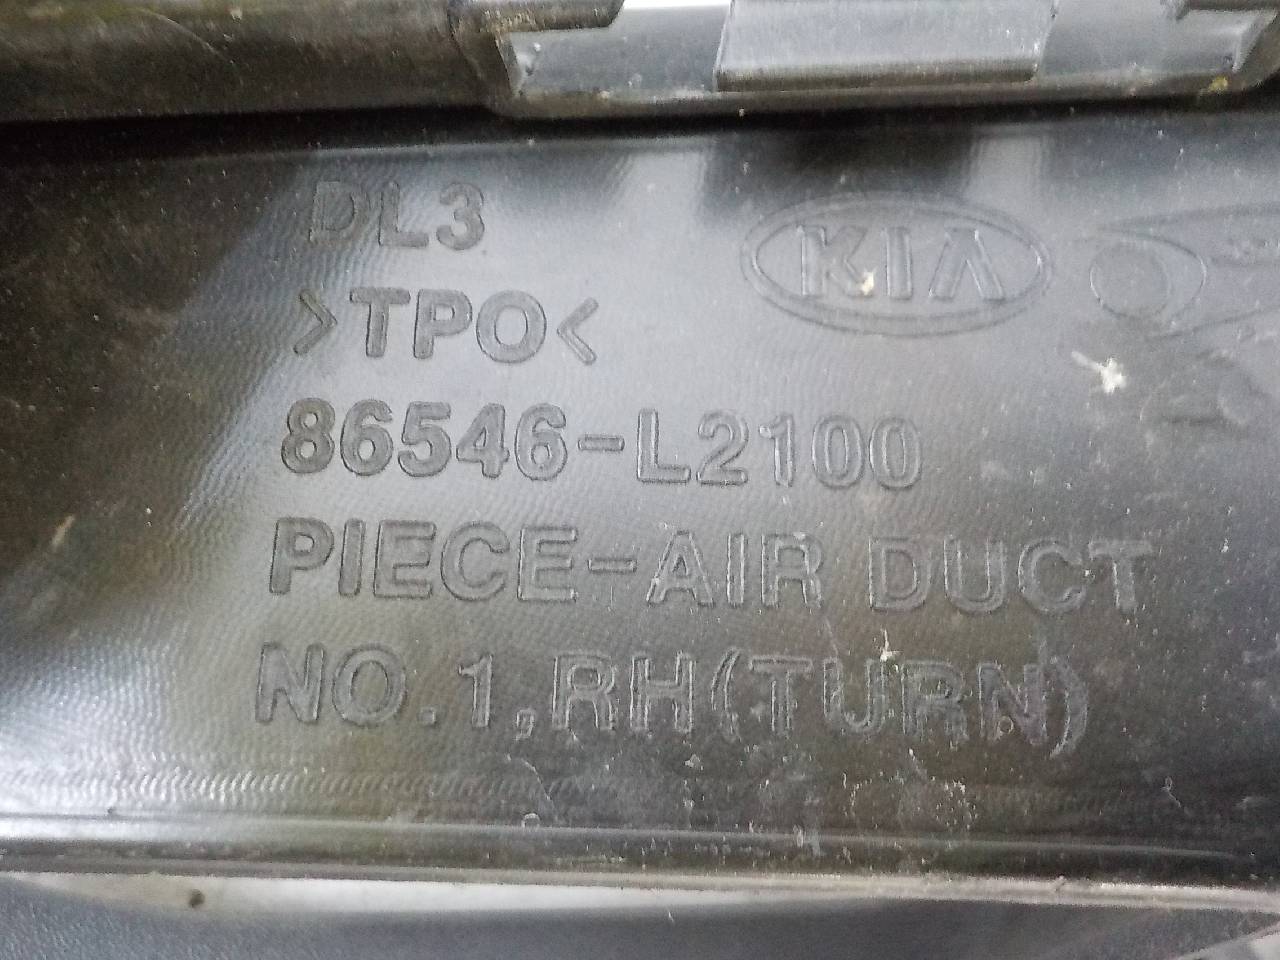 DL3
KIA
>TPO<
86546-L2100
PIECE-AIR DUCT
NO.1,RH(TURN)